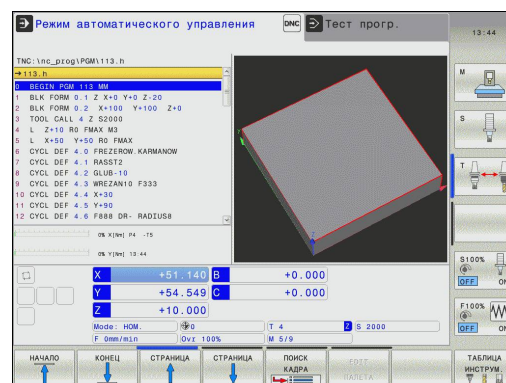 Режим автоматического управления
DNC
Тест прогр.
13:44
TNC:\nc_prog\PGM\113.h
→113.h
0 BEGIN PGM 113 MM
1 BLK FORM 0.1 Z X+0 Y+0 Z-20
2 BLK FORM 0.2 X+100 Y+100 Z+0
3 TOOL CALL 4 Z S2000
4 L Z+10 R0 FMAX M3
5 L X+50 Y+50 R0 FMAX
6 CYCL DEF 4.0 FREZEROW.KARMANOW
7 CYCL DEF 4.1 RASST2
8 CYCL DEF 4.2 GLUB-10
9 CYCL DEF 4.3 WREZAN10 F333
10 CYCL DEF 4.4 X+30
11 CYCL DEF 4.5 Y+90
12 CYCL DEF 4.6 F888 DR- RADIUS8
0% X[Nm] P4 -T5
0% Y[Nm] 13:44
M
S
T
S100%
OFF ON
F100%
OFF ON
X +51.140 B +0.000
Y +54.549 C +0.000
Z +10.000
Mode: HOM. 0 T 4 Z S 2000
F 0mm/min Ovr 100% M 5/9
НАЧАЛО
КОНЕЦ
СТРАНИЦА
СТРАНИЦА
ПОИСК КАДРА
EDIT
ПАЛЕТА
ТАБЛИЦА ИНСТРУМ.